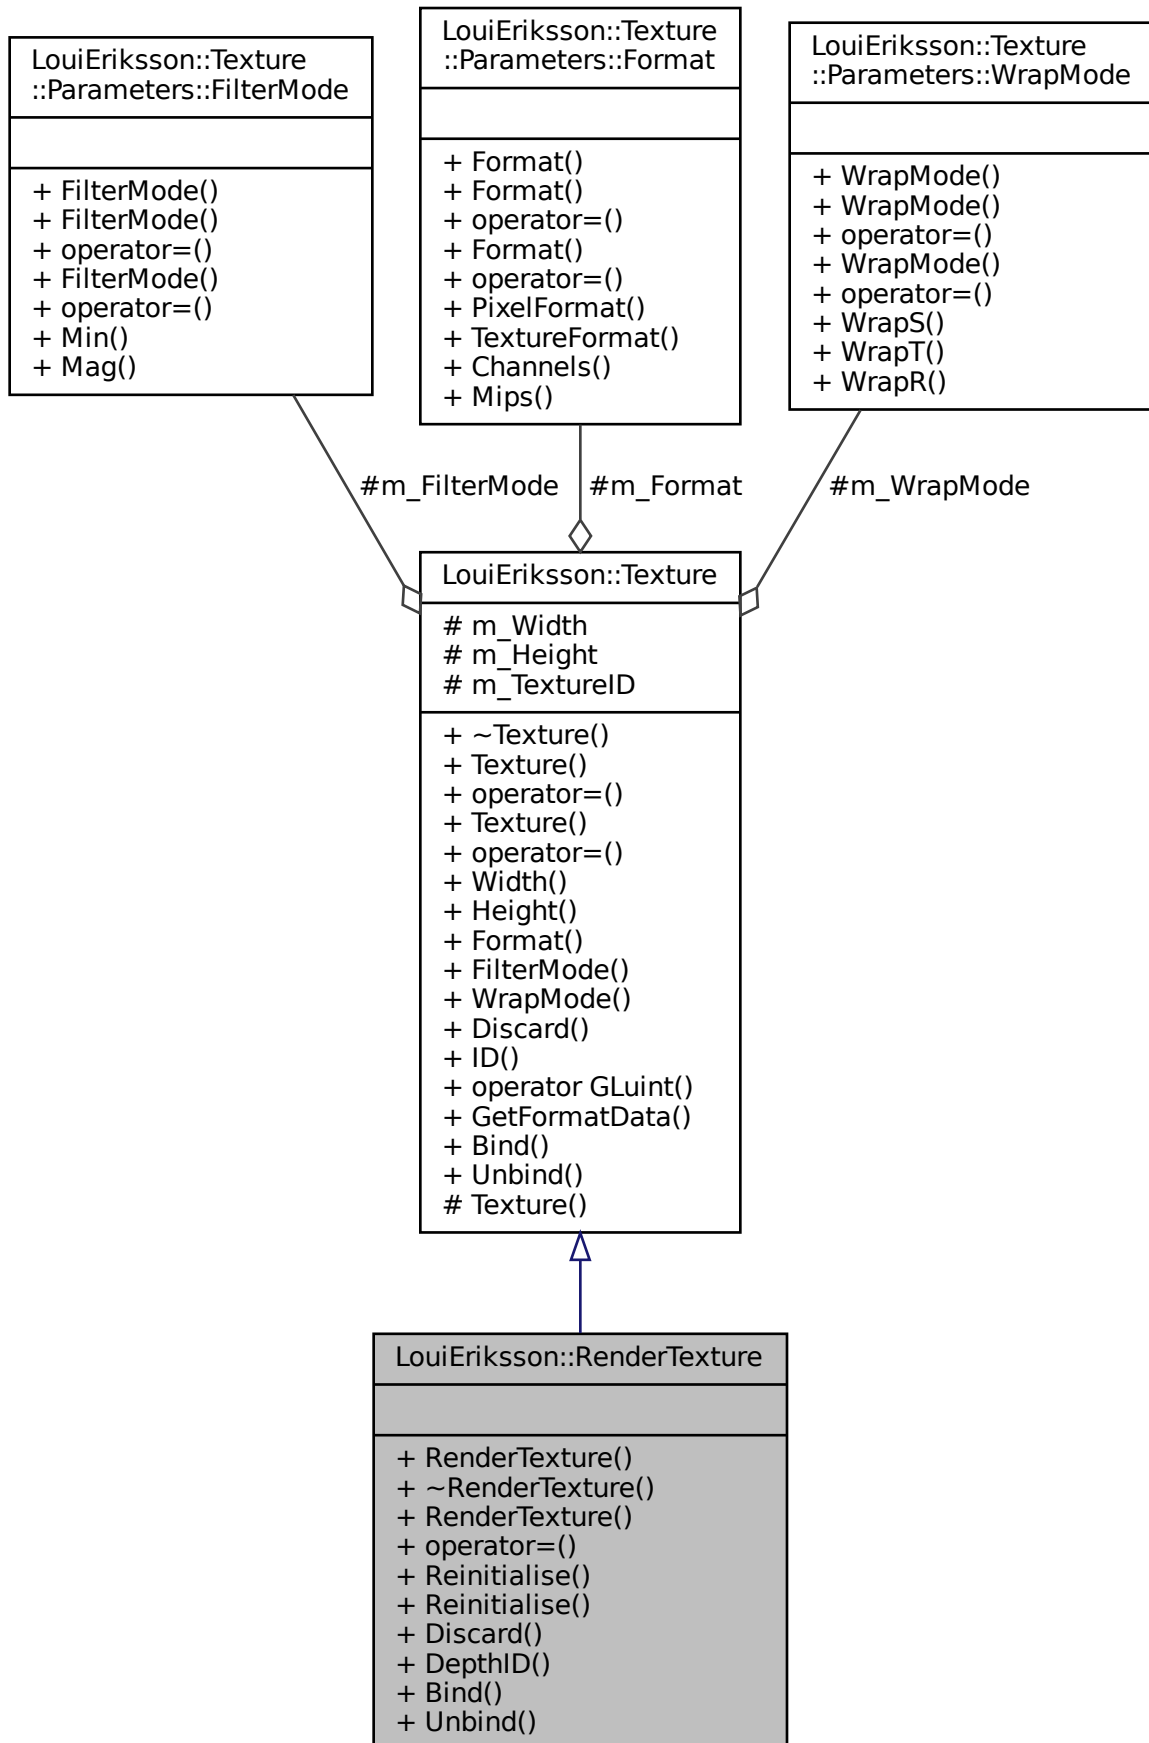 LouiEriksson::Texture
::Parameters::FilterMode
+ FilterMode()
+ FilterMode()
+ operator=()
+ FilterMode()
+ operator=()
+ Min()
+ Mag()
LouiEriksson::Texture
::Parameters::Format
+ Format()
+ Format()
+ operator=()
+ Format()
+ operator=()
+ PixelFormat()
+ TextureFormat()
+ Channels()
+ Mips()
LouiEriksson::Texture
::Parameters::WrapMode
+ WrapMode()
+ WrapMode()
+ operator=()
+ WrapMode()
+ operator=()
+ WrapS()
+ WrapT()
+ WrapR()
#m_FilterMode
#m_Format
#m_WrapMode
LouiEriksson::Texture
# m_Width
# m_Height
# m_TextureID
+ ~Texture()
+ Texture()
+ operator=()
+ Texture()
+ operator=()
+ Width()
+ Height()
+ Format()
+ FilterMode()
+ WrapMode()
+ Discard()
+ ID()
+ operator GLuint()
+ GetFormatData()
+ Bind()
+ Unbind()
# Texture()
LouiEriksson::RenderTexture
+ RenderTexture()
+ ~RenderTexture()
+ RenderTexture()
+ operator=()
+ Reinitialise()
+ Reinitialise()
+ Discard()
+ DepthID()
+ Bind()
+ Unbind()